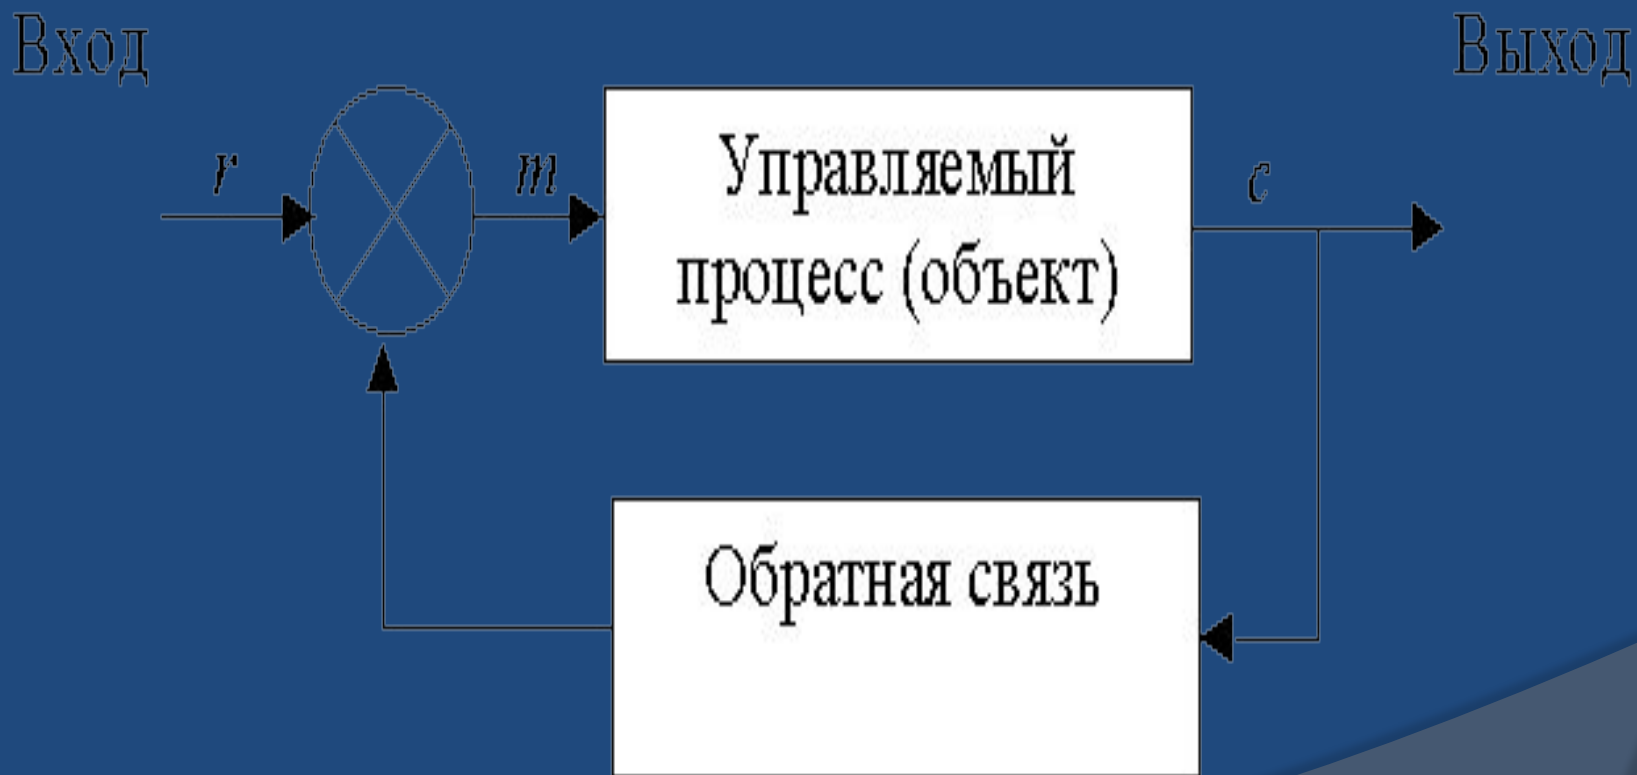 Вход
Выход
r
m
Управляемый
процесс (объект)
c
Обратная связь